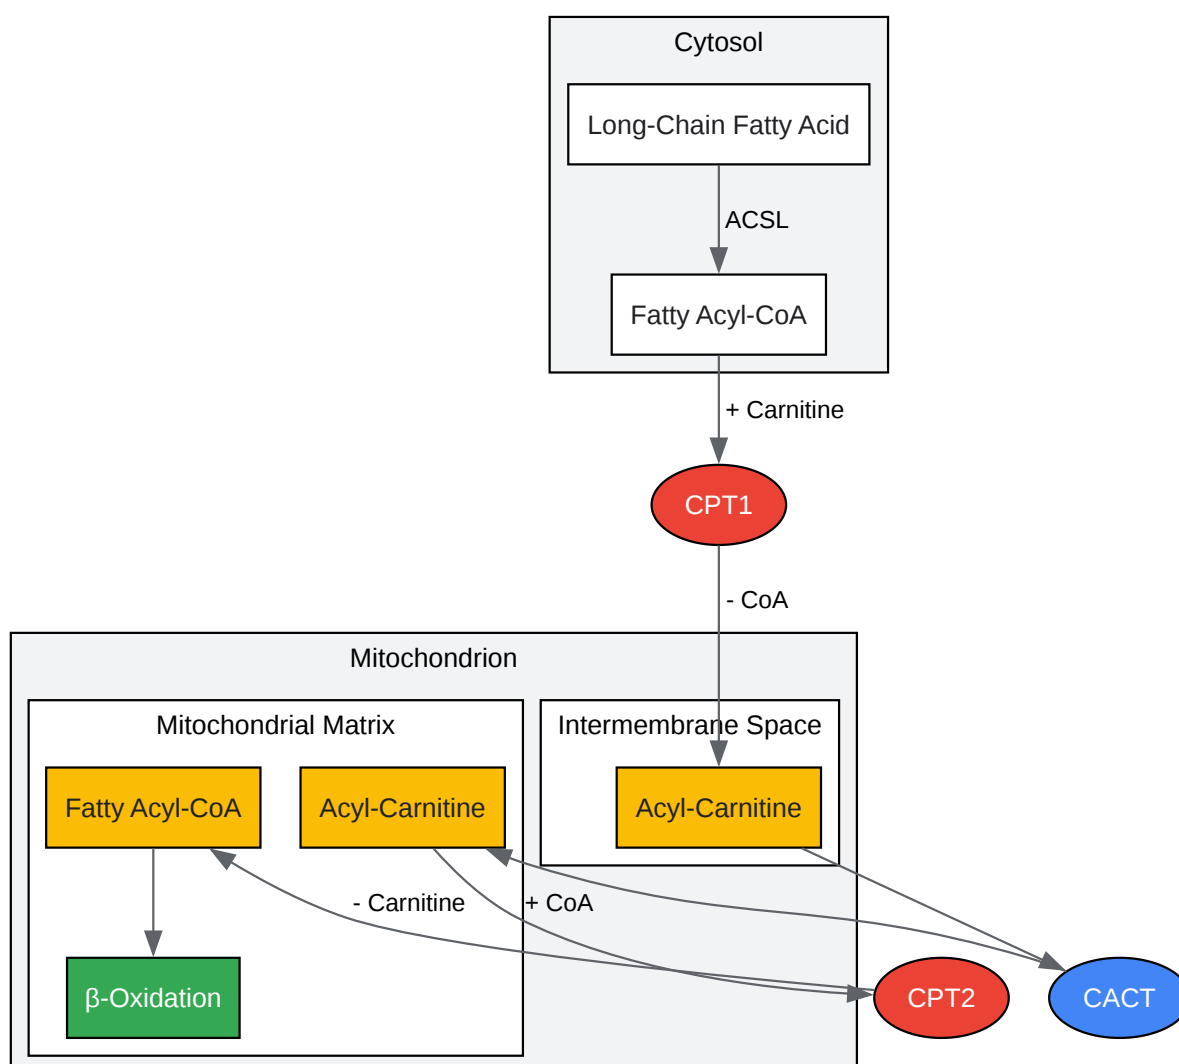 Cytosol
Long-Chain Fatty Acid
ACSL
Fatty Acyl-CoA
+ Carnitine
CPT1
- CoA
Mitochondrion
Mitochondrial Matrix
Intermembrane Space
Fatty Acyl-CoA
Acyl-Carnitine
Acyl-Carnitine
- Carnitine
+ CoA
β-Oxidation
CPT2
CACT